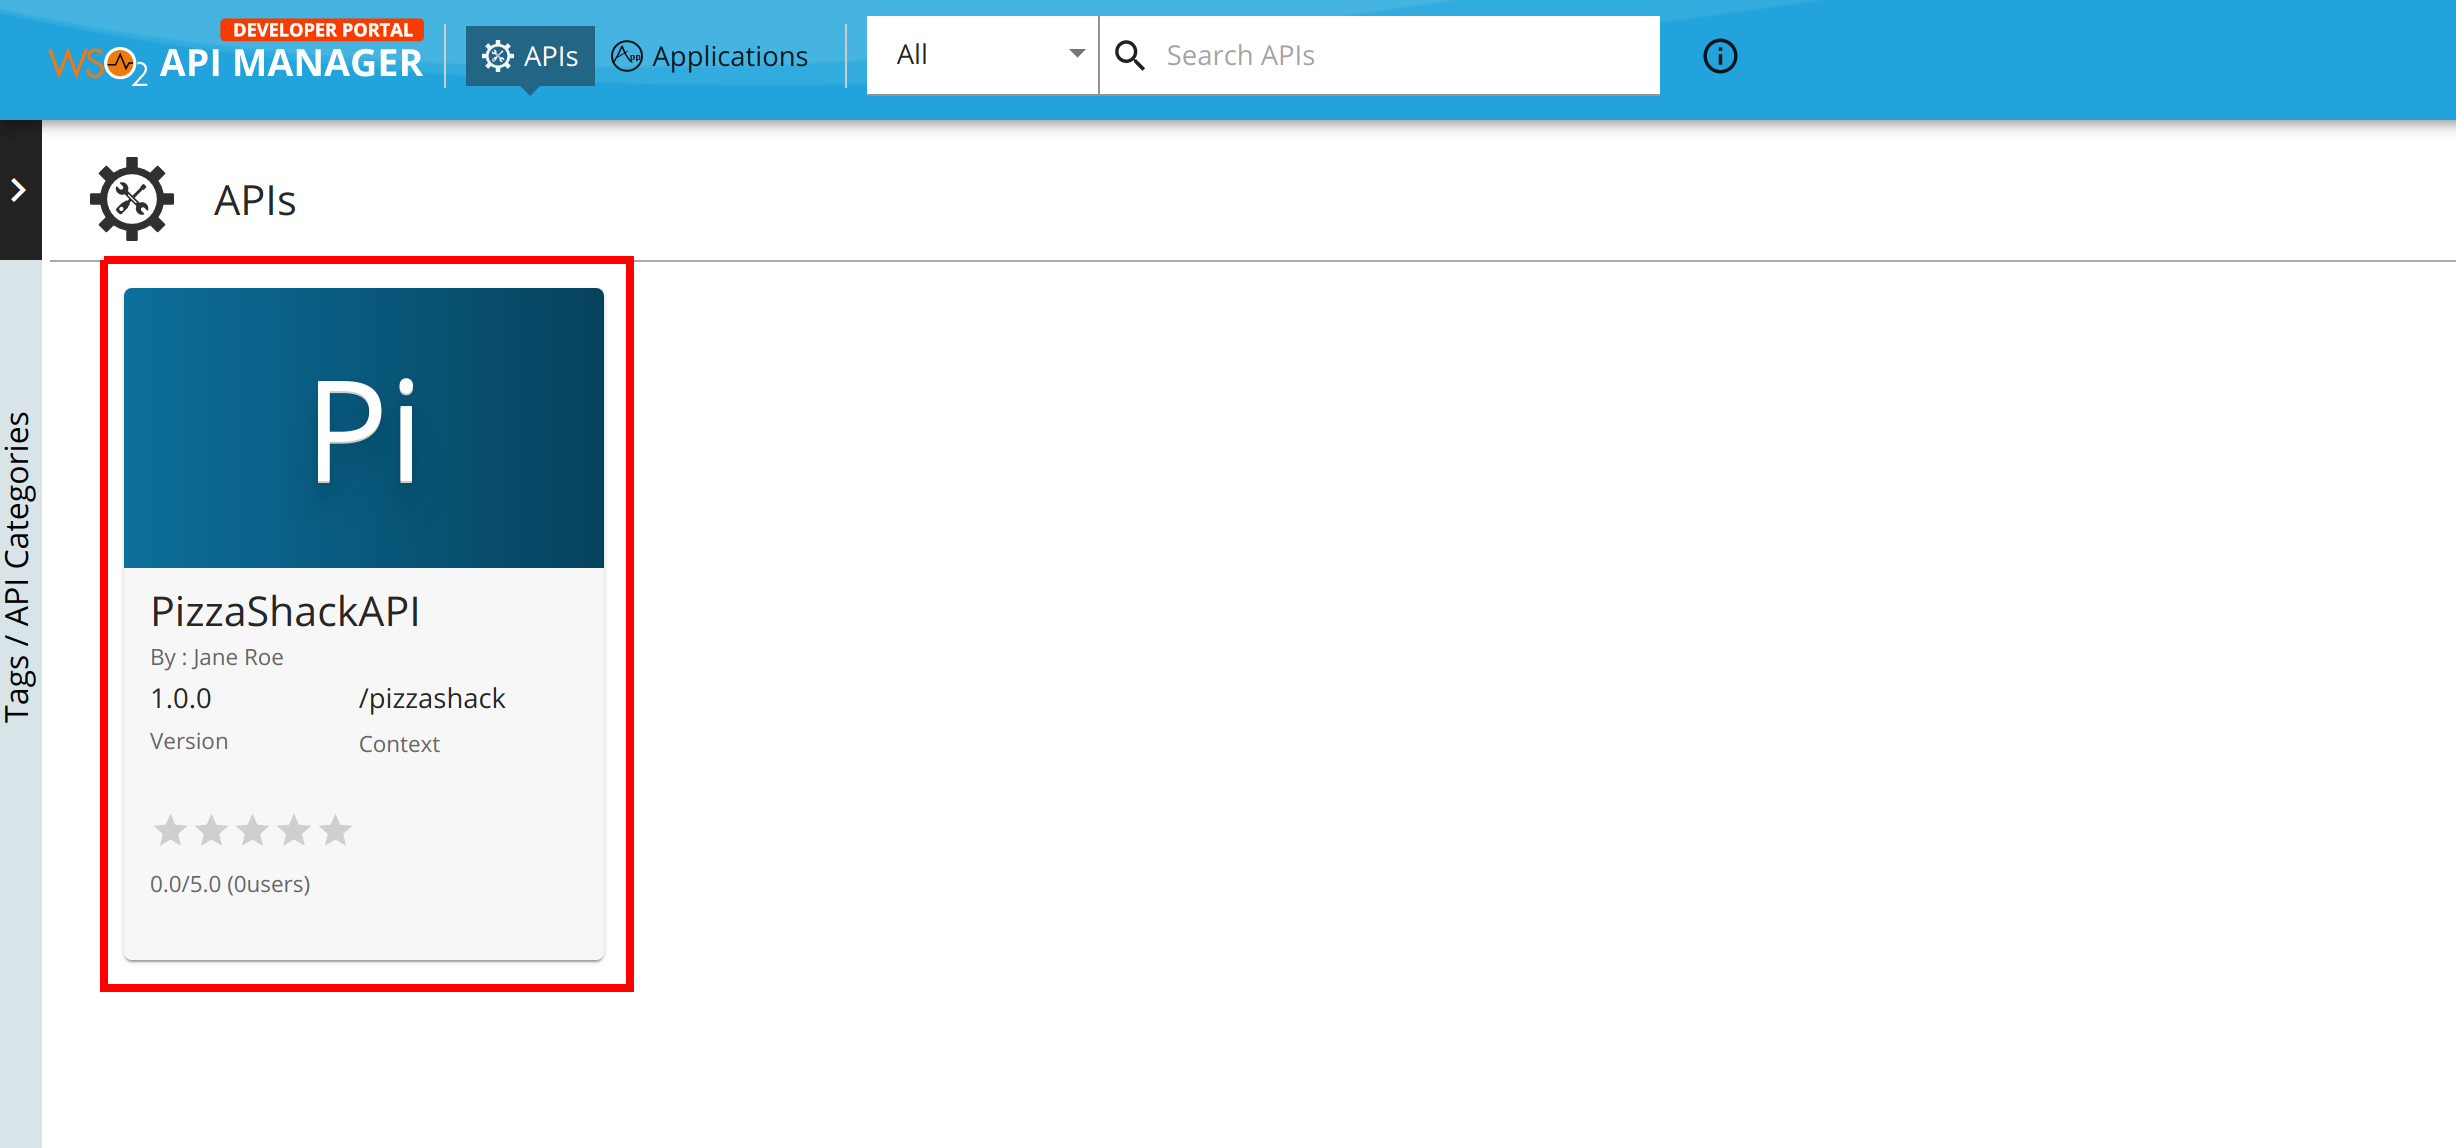 DEVELOPER PORTAL
WSO2 API MANAGER
APIs
App Applications
All
Search APIs
APIs
Tags / API Categories
Pi
PizzaShackAPI
By : Jane Roe
1.0.0 /pizzashack
Version Context
0.0/5.0 (0users)